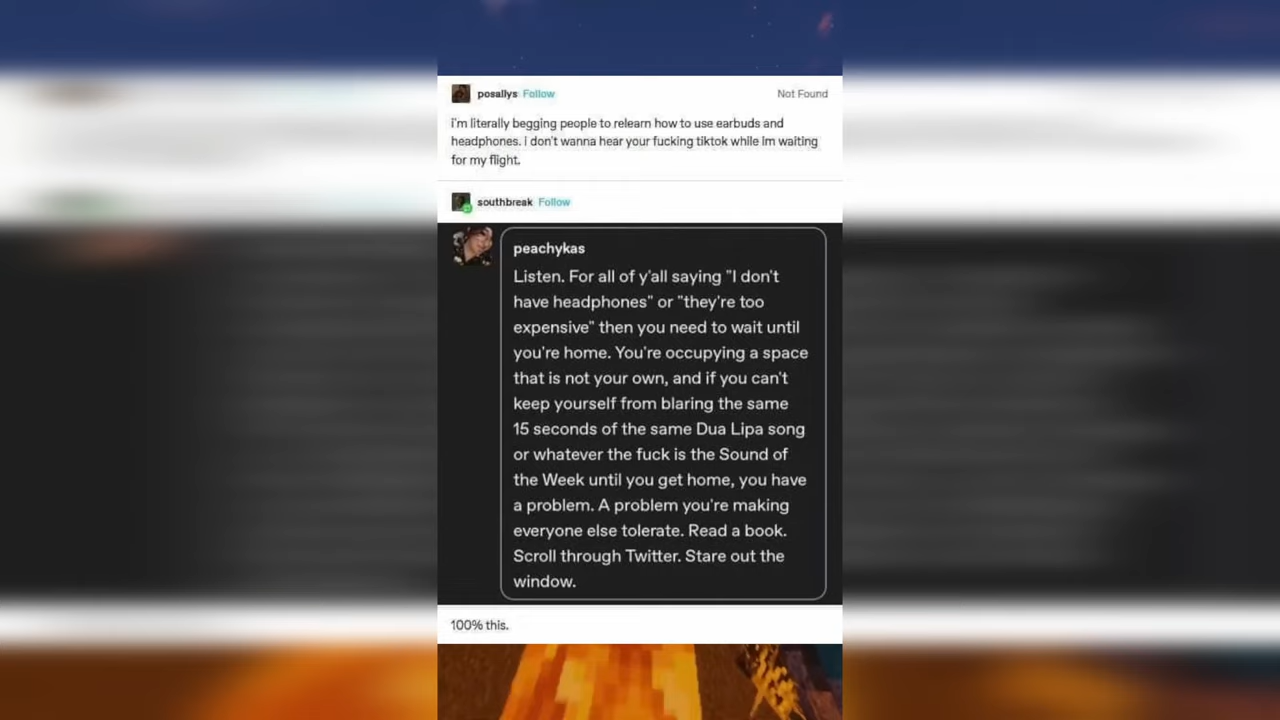 posallys Follow Not Found
i'm literally begging people to relearn how to use earbuds and
headphones. i don't wanna hear your fucking tiktok while im waiting
for my flight.
southbreak Follow
peachykas
Listen. For all of y'all saying "I don't
have headphones" or "they're too
expensive" then you need to wait until
you're home. You're occupying a space
that is not your own, and if you can't
keep yourself from blaring the same
15 seconds of the same Dua Lipa song
or whatever the fuck is the Sound of
the Week until you get home, you have
a problem. A problem you're making
everyone else tolerate. Read a book.
Scroll through Twitter. Stare out the
window.
100% this.